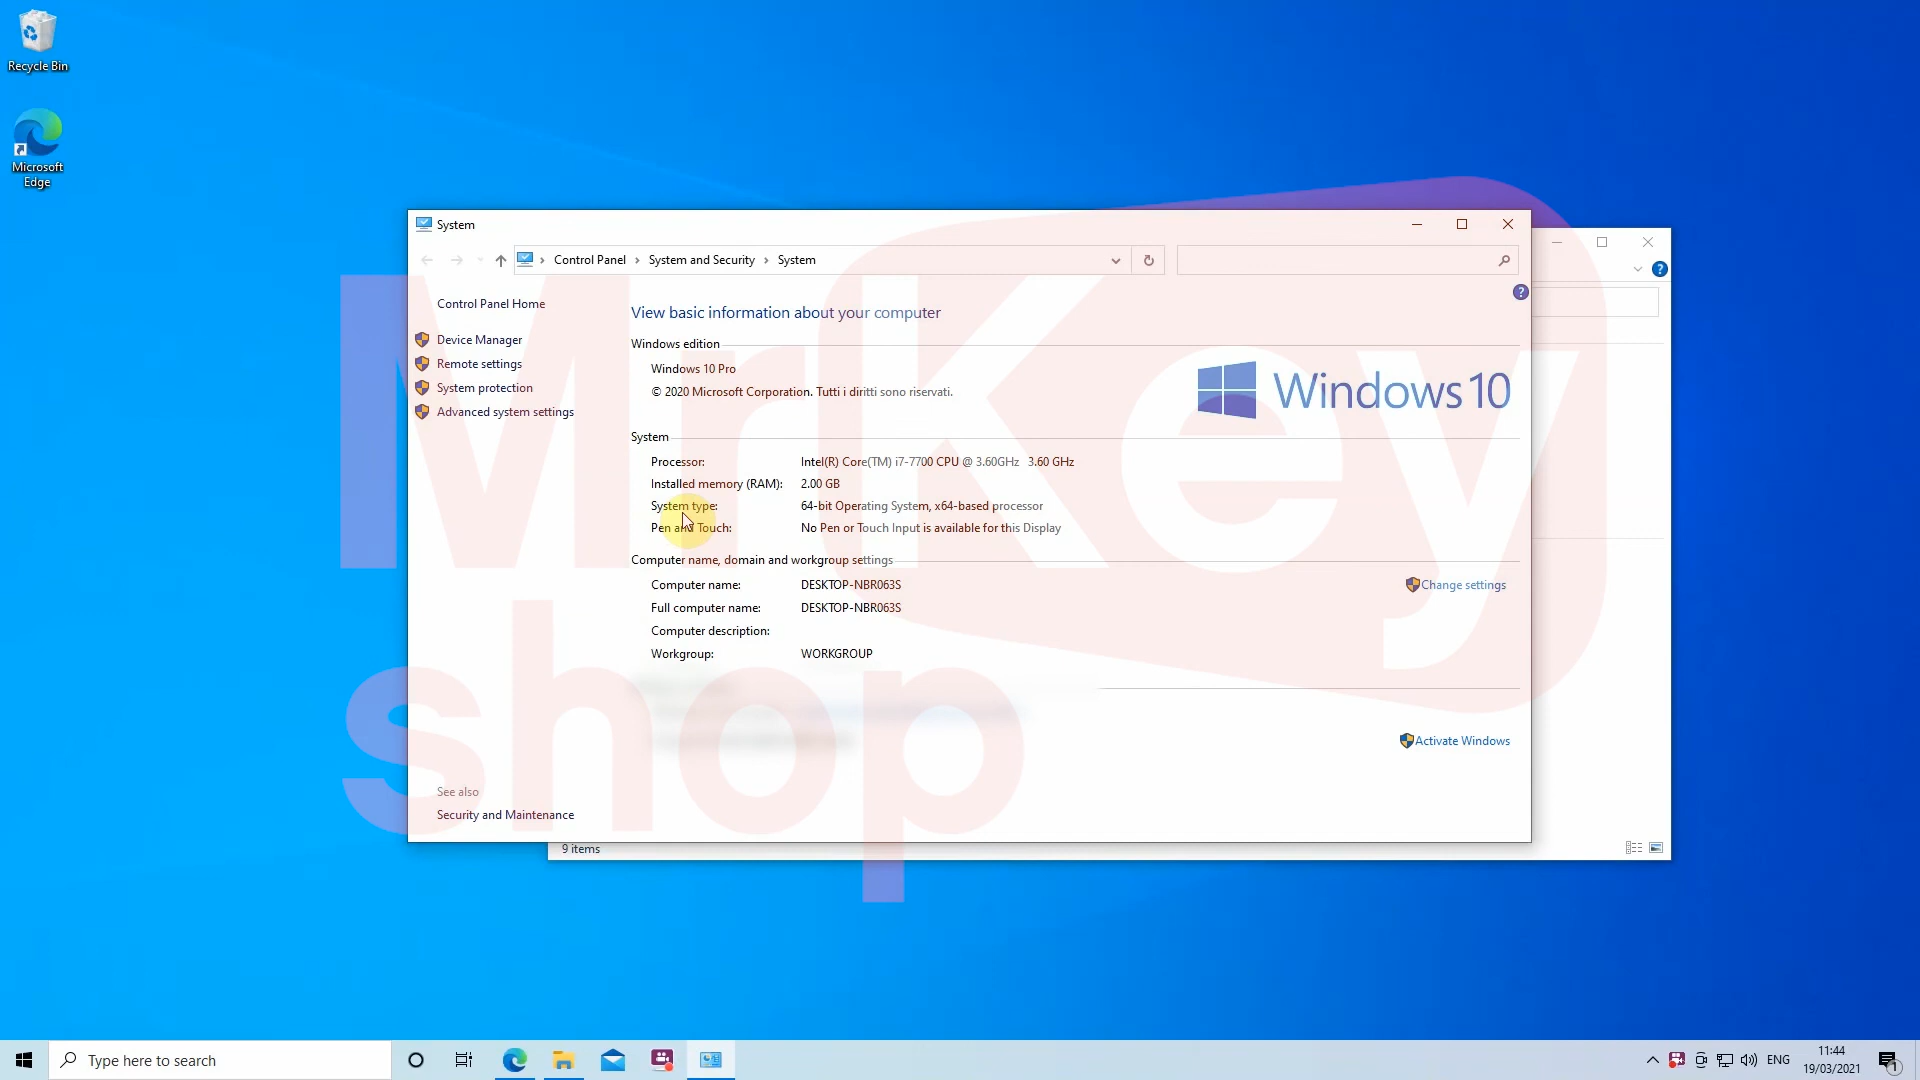 Recycle Bin
Microsoft
Edge
System
Control Panel > System and Security > System
Control Panel Home
Device Manager
Remote settings
System protection
Advanced system settings
View basic information about your computer
Windows edition
Windows 10 Pro
© 2020 Microsoft Corporation. Tutti i diritti sono riservati.
Windows 10
System
Processor: Intel(R) Core(TM) i7-7700 CPU @ 3.60GHz 3.60 GHz
Installed memory (RAM): 2.00 GB
System type: 64-bit Operating System, x64-based processor
Pen and Touch: No Pen or Touch Input is available for this Display
Computer name, domain and workgroup settings
Computer name: DESKTOP-NBR063S
Change settings
Full computer name: DESKTOP-NBR063S
Computer description:
Workgroup: WORKGROUP
Activate Windows
See also
Security and Maintenance
9 items
MrKey
shop
Type here to search
ENG
11:44
19/03/2021
1